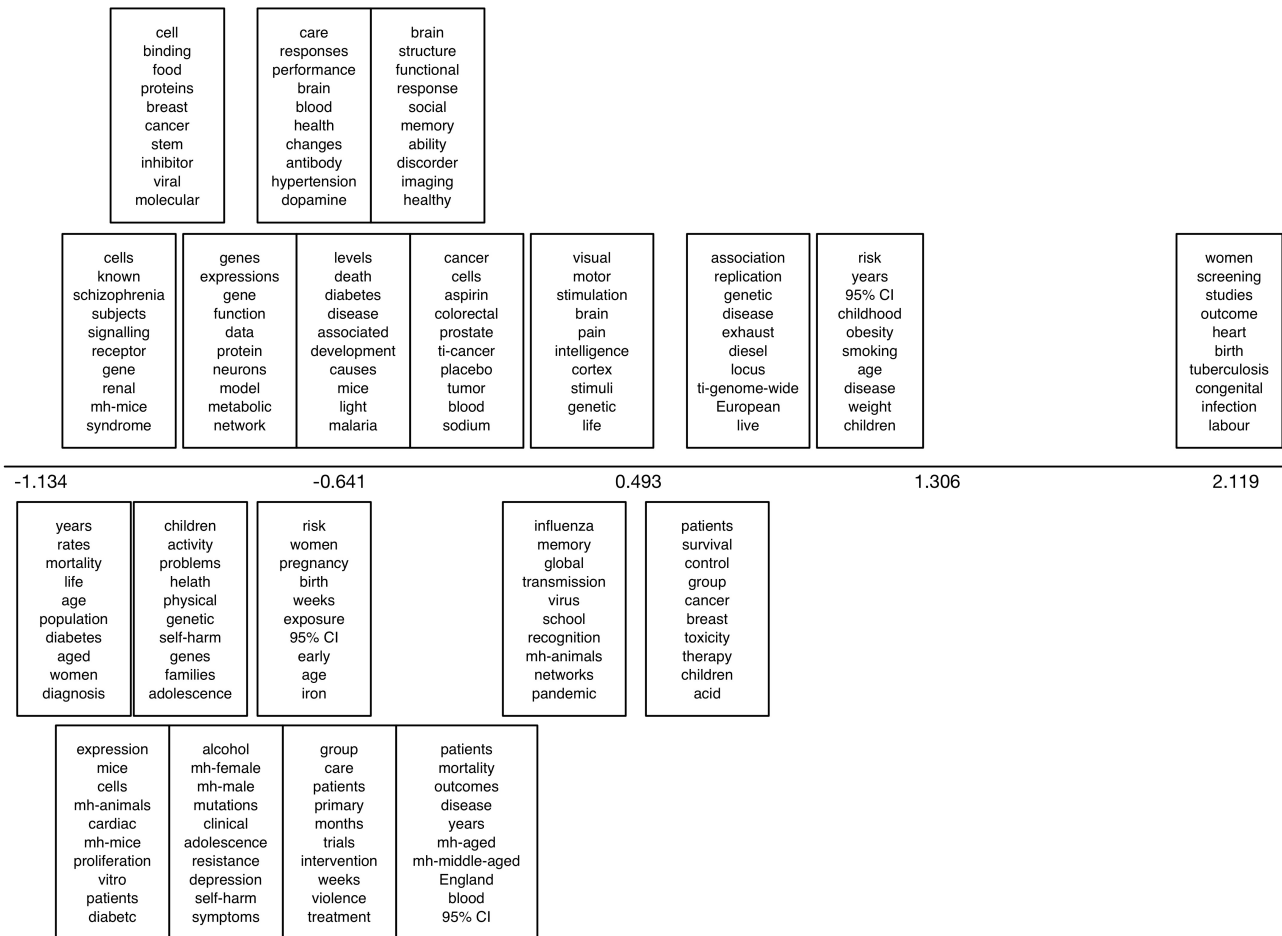 cell
binding
food
proteins
breast
cancer
stem
inhibitor
viral
molecular
care
responses
performance
brain
blood
health
changes
antibody
hypertension
dopamine
brain
structure
functional
response
social
memory
ability
discorder
imaging
healthy
cells
known
schizophrenia
subjects
signalling
receptor
gene
renal
mh-mice
syndrome
genes
expressions
gene
function
data
protein
neurons
model
metabolic
network
levels
death
diabetes
disease
associated
development
causes
mice
light
malaria
cancer
cells
aspirin
colorectal
prostate
ti-cancer
placebo
tumor
blood
sodium
visual
motor
stimulation
brain
pain
intelligence
cortex
stimuli
genetic
life
association
replication
genetic
disease
exhaust
diesel
locus
ti-genome-wide
European
live
risk
years
95% CI
childhood
obesity
smoking
age
disease
weight
children
women
screening
studies
outcome
heart
birth
tuberculosis
congenital
infection
labour
-1.134
-0.641
0.493
1.306
2.119
years
rates
mortality
life
age
population
diabetes
aged
women
diagnosis
children
activity
problems
helath
physical
genetic
self-harm
genes
families
adolescence
risk
women
pregnancy
birth
weeks
exposure
95% CI
early
age
iron
influenza
memory
global
transmission
virus
school
recognition
mh-animals
networks
pandemic
patients
survival
control
group
cancer
breast
toxicity
therapy
children
acid
expression
mice
cells
mh-animals
cardiac
mh-mice
proliferation
vitro
patients
diabetc
alcohol
mh-female
mh-male
mutations
clinical
adolescence
resistance
depression
self-harm
symptoms
group
care
patients
primary
months
trials
intervention
weeks
violence
treatment
patients
mortality
outcomes
disease
years
mh-aged
mh-middle-aged
England
blood
95% CI